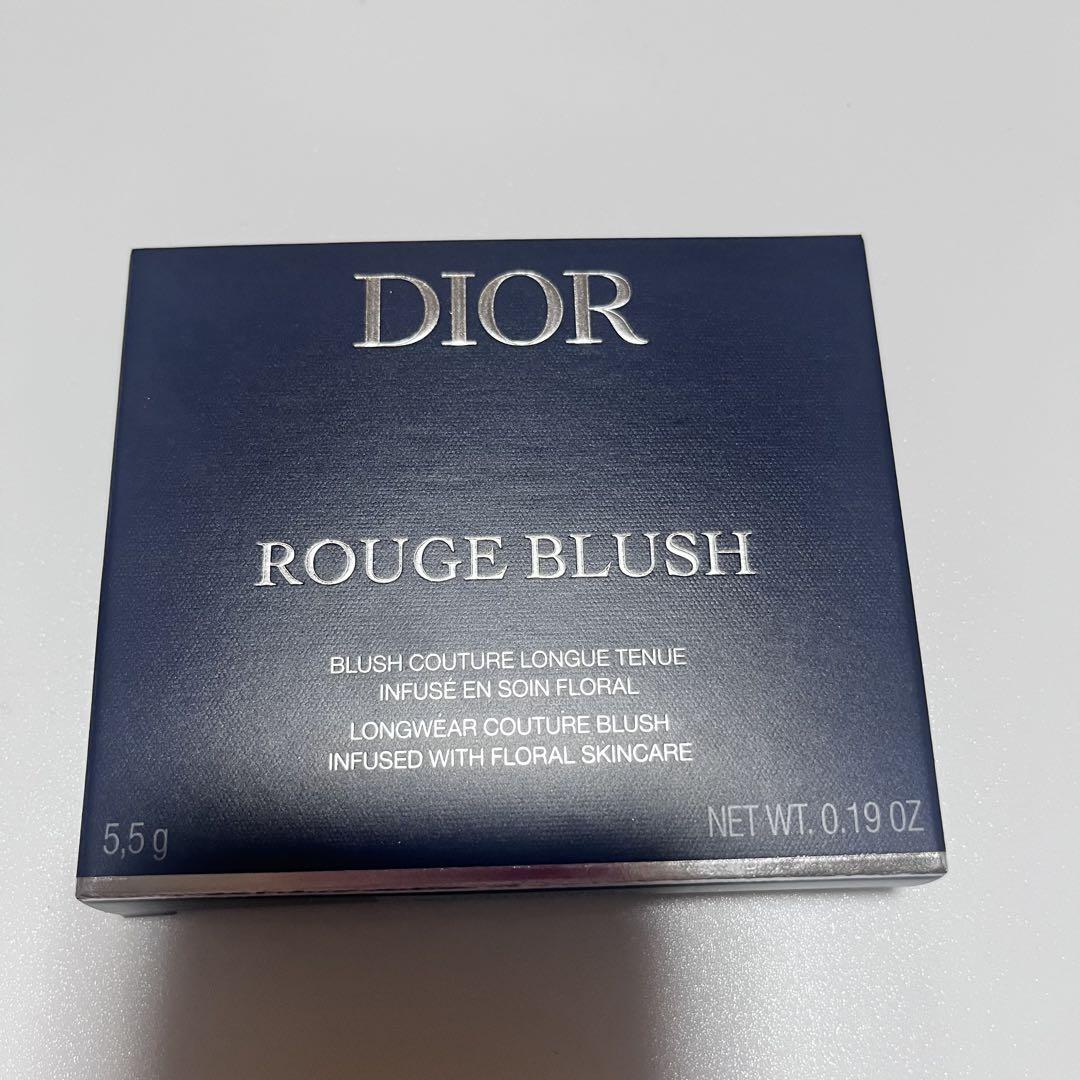 DIOR
ROUGE BLUSH
BLUSH COUTURE LONGUE TENUE
INFUSÉ EN SOIN FLORAL
LONGWEAR COUTURE BLUSH
INFUSED WITH FLORAL SKINCARE
5,5 g
NET WT. 0.19 OZ